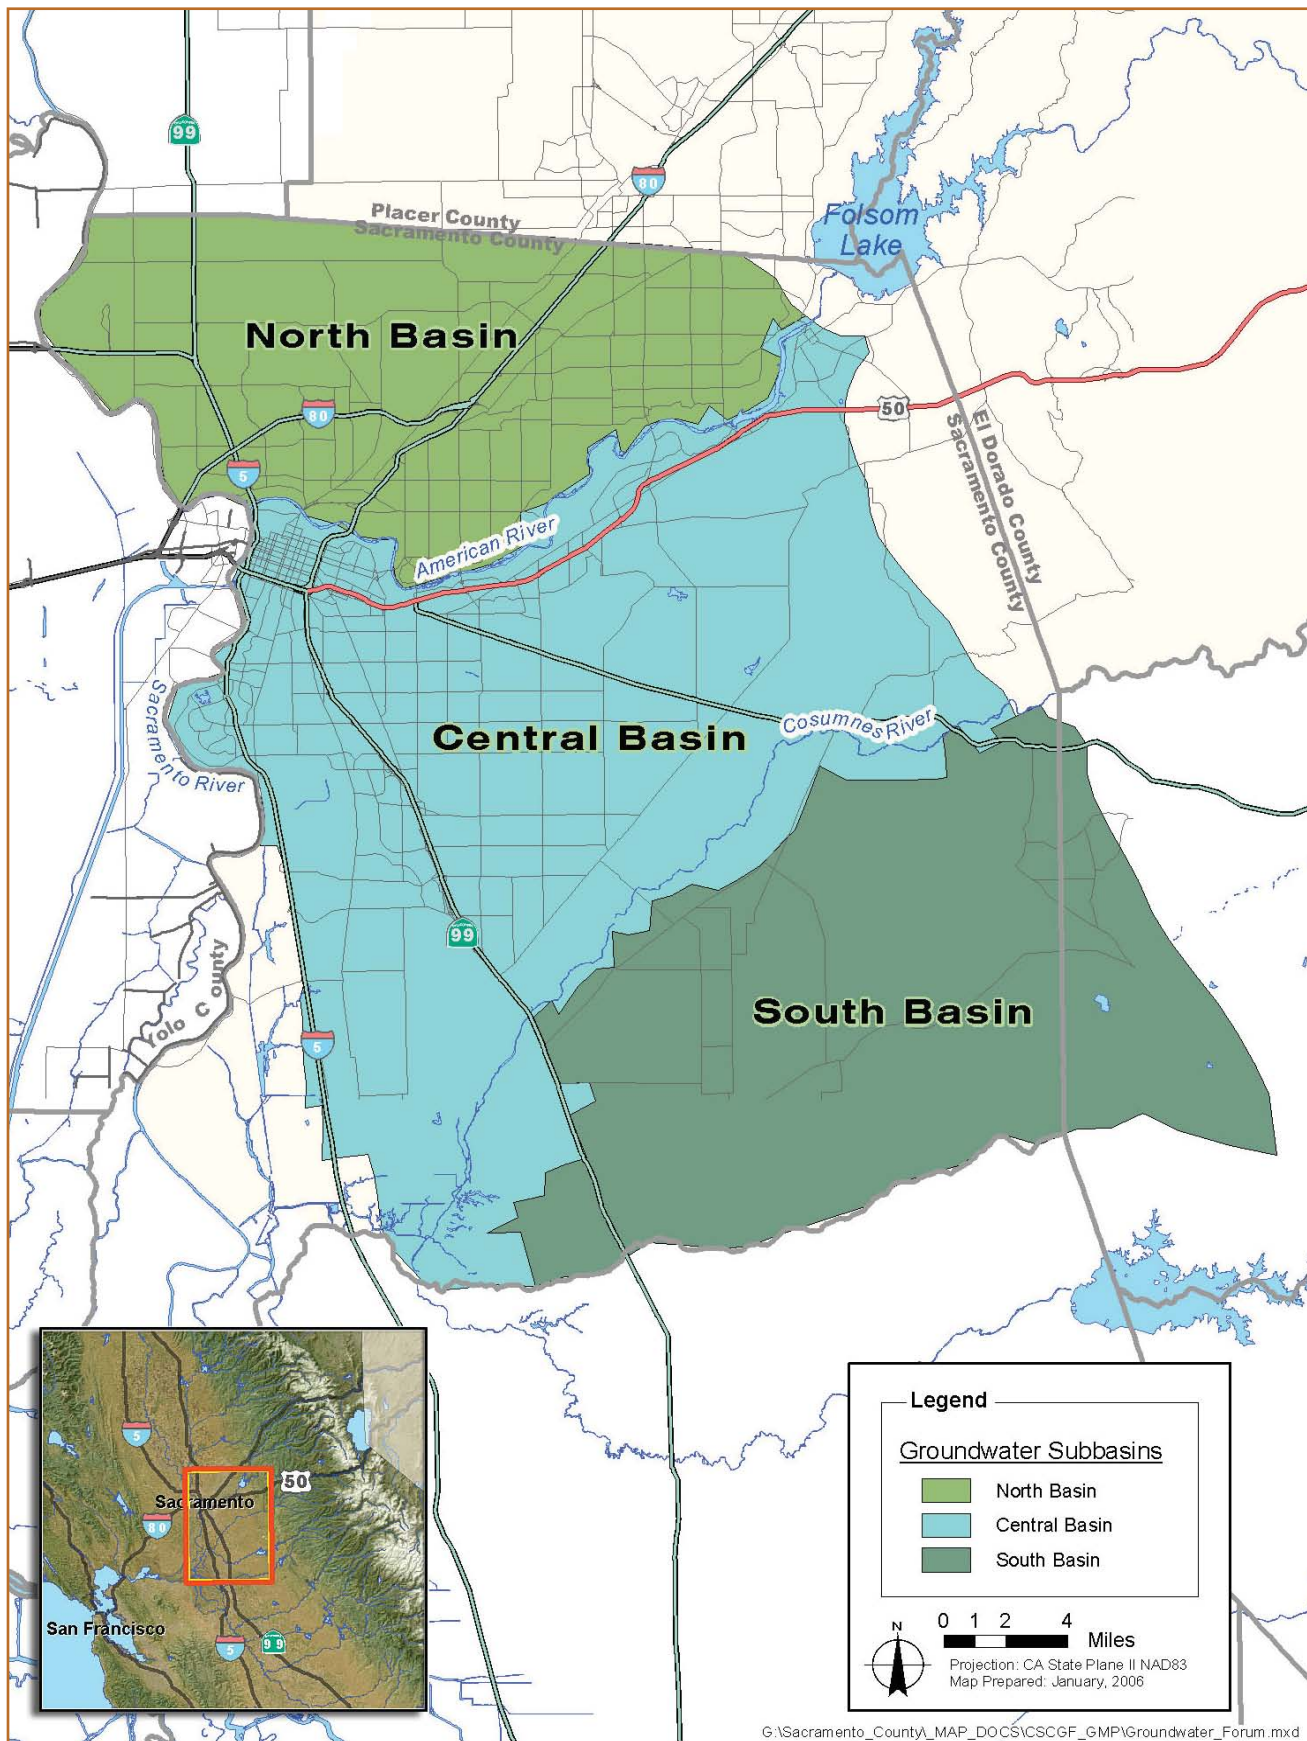 99
80
Placer County
Sacramento County
Folsom
Lake
North Basin
80
50
5
El Dorado County
Sacramento County
American River
Sacramento River
Central Basin
Cosumnes River
99
Yolo County
South Basin
5
5
50
Sacramento
80
San Francisco
5
99
Legend
Groundwater Subbasins
North Basin
Central Basin
South Basin
N
0 1 2 4
Miles
Projection: CA State Plane II NAD83
Map Prepared: January, 2006
G:\Sacramento_County\_MAP_DOCS\CSCGF_GMP\Groundwater_Forum.mxd